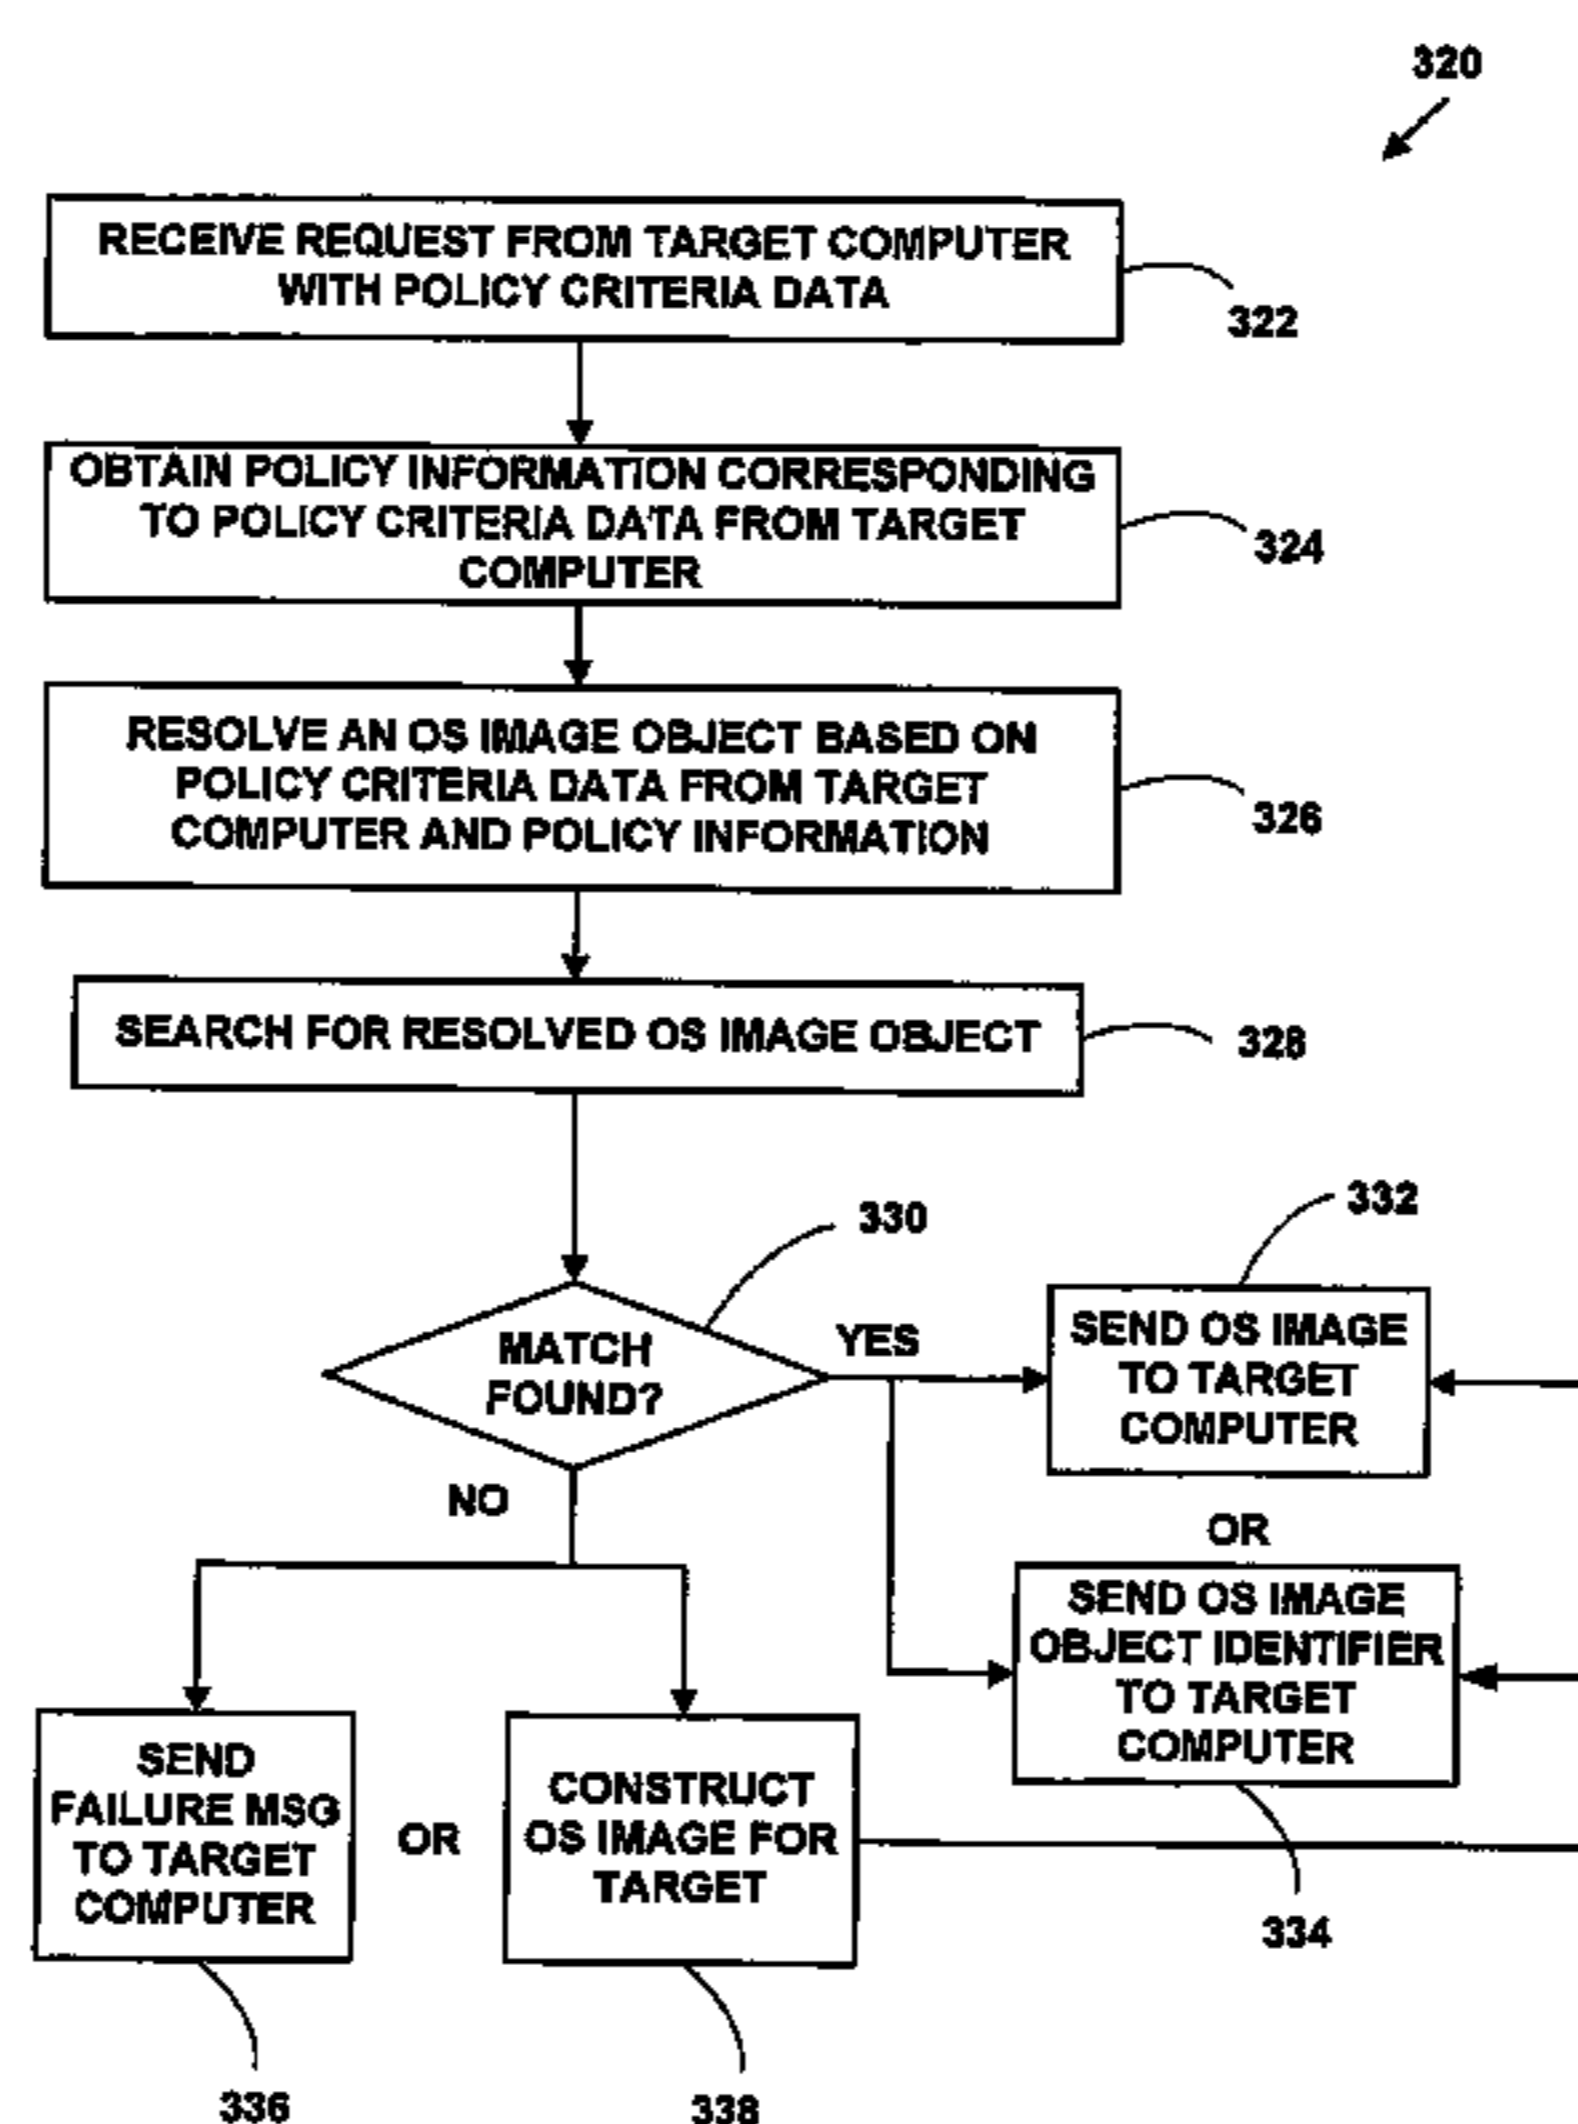 320
RECEIVE REQUEST FROM TARGET COMPUTER
WITH POLICY CRITERIA DATA
322
OBTAIN POLICY INFORMATION CORRESPONDING
TO POLICY CRITERIA DATA FROM TARGET
COMPUTER
324
RESOLVE AN OS IMAGE OBJECT BASED ON
POLICY CRITERIA DATA FROM TARGET
COMPUTER AND POLICY INFORMATION
326
SEARCH FOR RESOLVED OS IMAGE OBJECT
328
330
332
MATCH
FOUND?
YES
SEND OS IMAGE
TO TARGET
COMPUTER
NO
OR
SEND OS IMAGE
OBJECT IDENTIFIER
TO TARGET
COMPUTER
334
SEND
FAILURE MSG
TO TARGET
COMPUTER
OR
CONSTRUCT
OS IMAGE FOR
TARGET
336
338